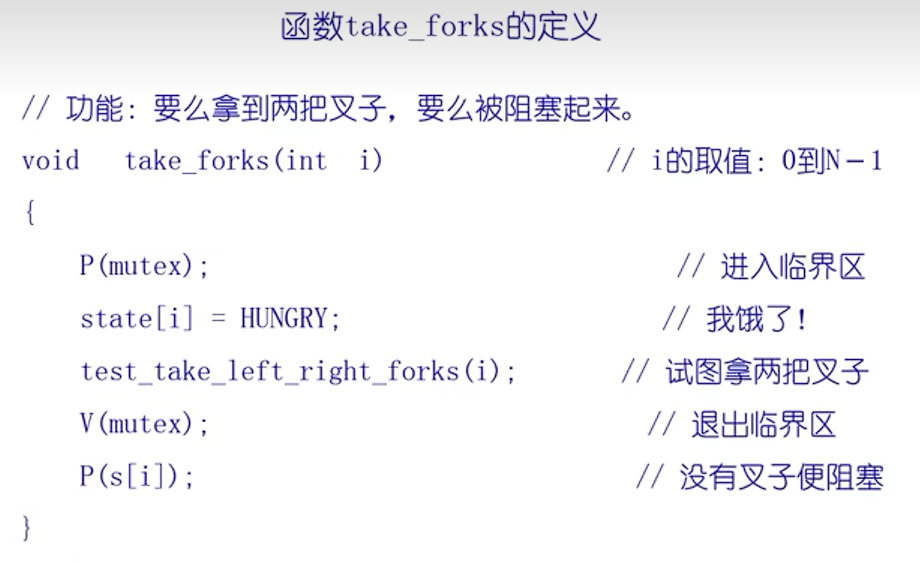 函数take_forks的定义
// 功能：要么拿到两把叉子，要么被阻塞起来。
void take_forks(int i) // i的取值：0到N－1
{
P(mutex); // 进入临界区
state[i] = HUNGRY; // 我饿了！
test_take_left_right_forks(i); // 试图拿两把叉子
V(mutex); // 退出临界区
P(s[i]); // 没有叉子便阻塞
}